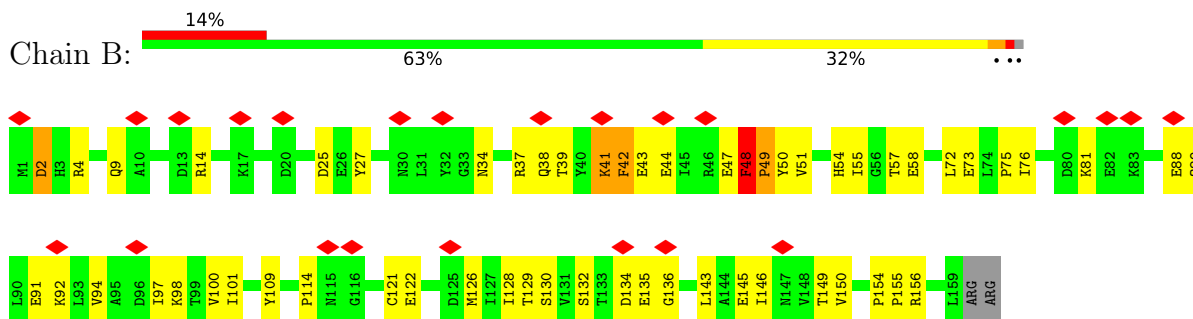 14%
Chain B:
63% 32% • ••
M1 D2 H3 R4 Q9 A10 D13 R14 K17 D20 D25 E26 Y27 N30 L31 Y32 G33 N34 R37 Q38 T39 Y40 K41 F42 E43 E44 I45 R46 E47 F48 P49 Y50 V51 H54 I55 G56 T57 E58 L72 E73 L74 P75 I76 D80 K81 E82 K83 E88
L90 E91 K92 L93 V94 A95 D96 I97 K98 T99 V100 I101 Y109 P114 N115 G116 C121 E122 D125 M126 I127 I128 T129 S130 V131 S132 T133 D134 E135 G136 L143 A144 E145 I146 N147 V148 T149 V150 P154 P155 R156 L159 ARG ARG